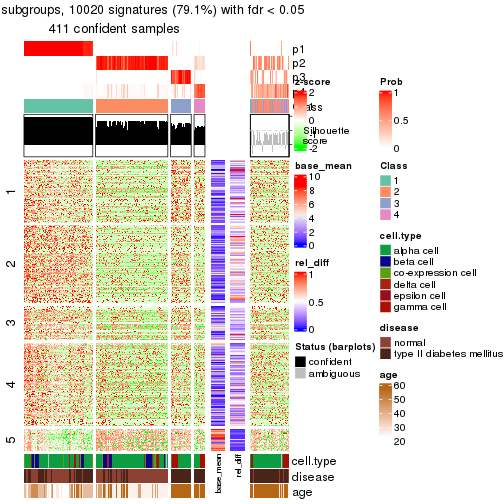 subgroups, 10020 signatures (79.1%) with fdr < 0.05
411 confident samples
p1
p2
p3
p4
Class
Silhouette
score
1
2
3
4
5
base_mean
rel_diff
cell.type
disease
age
z-score
2
1
0
-1
-2
base_mean
10
8
6
4
2
0
rel_diff
1
0.5
0
Status (barplots)
confident
ambiguous
Prob
1
0.5
0
Class
1
2
3
4
cell.type
alpha cell
beta cell
co-expression cell
delta cell
epsilon cell
gamma cell
disease
normal
type II diabetes mellitus
age
60
50
40
30
20